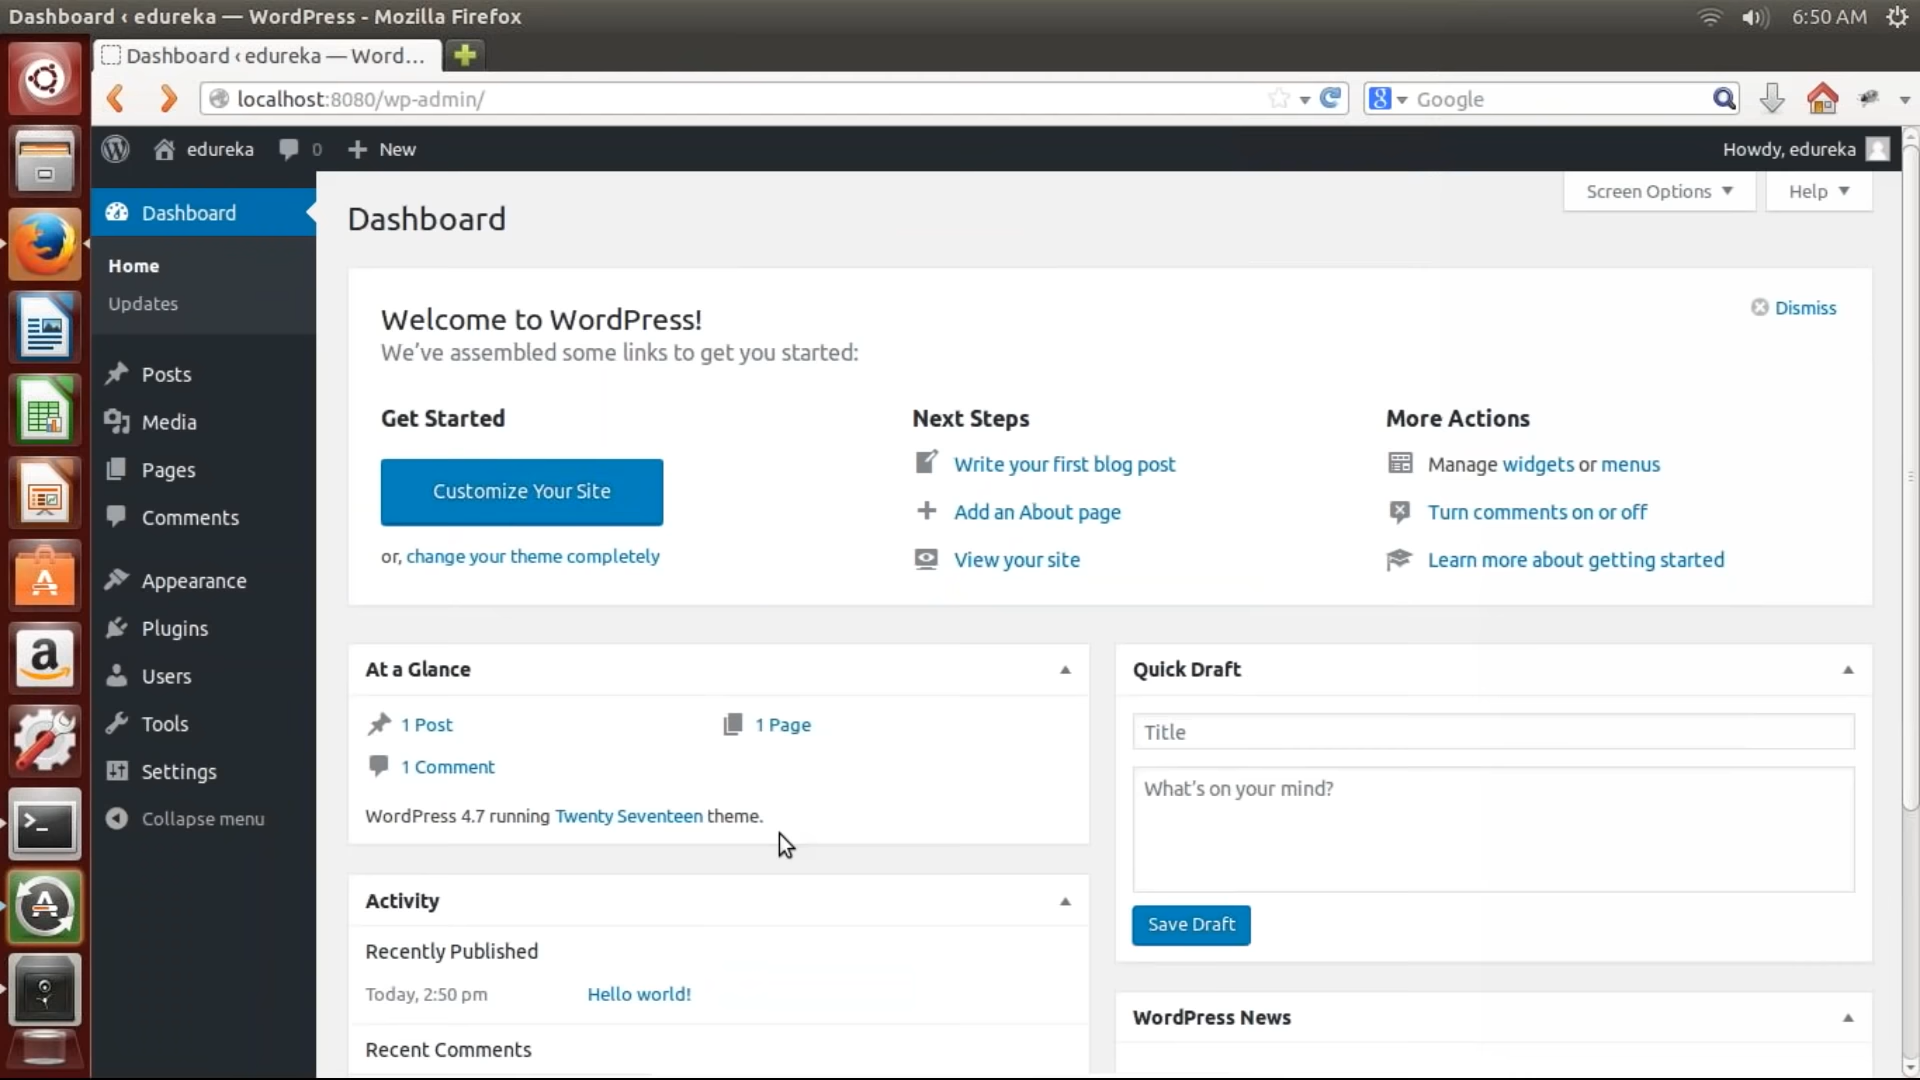 Dashboard ‹ edureka — WordPress - Mozilla Firefox
6:50 AM
Dashboard ‹ edureka — Word...
localhost:8080/wp-admin/
Google
edureka 0 New
Howdy, edureka
Dashboard
Home
Updates
Posts
Media
Pages
Comments
Appearance
Plugins
Users
Tools
Settings
Collapse menu
Screen Options
Help
Dashboard
Welcome to WordPress!
We’ve assembled some links to get you started:
Dismiss
Get Started
Customize Your Site
or, change your theme completely
Next Steps
Write your first blog post
Add an About page
View your site
More Actions
Manage widgets or menus
Turn comments on or off
Learn more about getting started
At a Glance
1 Post
1 Page
1 Comment
WordPress 4.7 running Twenty Seventeen theme.
Activity
Recently Published
Today, 2:50 pm Hello world!
Recent Comments
Quick Draft
Title
What’s on your mind?
Save Draft
WordPress News